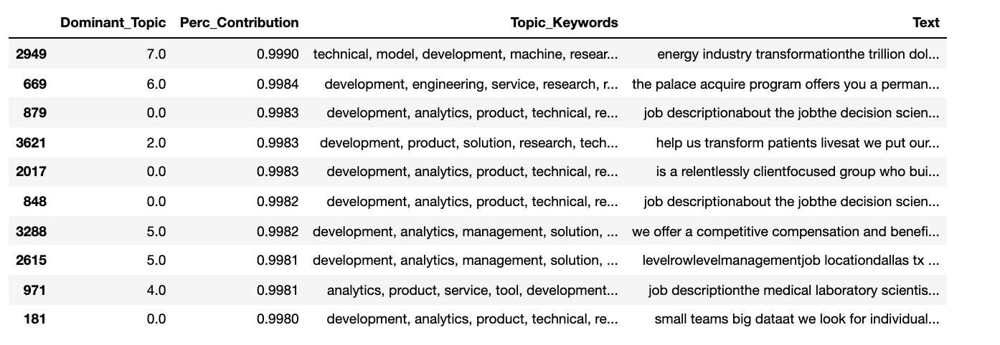 Dominant_Topic Perc_Contribution Topic_Keywords Text
2949 7.0 0.9990 technical, model, development, machine, resear... energy industry transformationthe trillion dol...
669 6.0 0.9984 development, engineering, service, research, r... the palace acquire program offers you a perman...
879 0.0 0.9983 development, analytics, product, technical, re... job descriptionabout the jobthe decision scien...
3621 2.0 0.9983 development, product, solution, research, tech... help us transform patients livesat we put our...
2017 0.0 0.9983 development, analytics, product, technical, re... is a relentlessly clientfocused group who bui...
848 0.0 0.9982 development, analytics, product, technical, re... job descriptionabout the jobthe decision scien...
3288 5.0 0.9982 development, analytics, management, solution, ... we offer a competitive compensation and benefi...
2615 5.0 0.9981 development, analytics, management, solution, ... levelrowlevelmanagementjob locationdallas tx ...
971 4.0 0.9981 analytics, product, service, tool, development... job descriptionthe medical laboratory scientis...
181 0.0 0.9980 development, analytics, product, technical, re... small teams big dataat we look for individual...